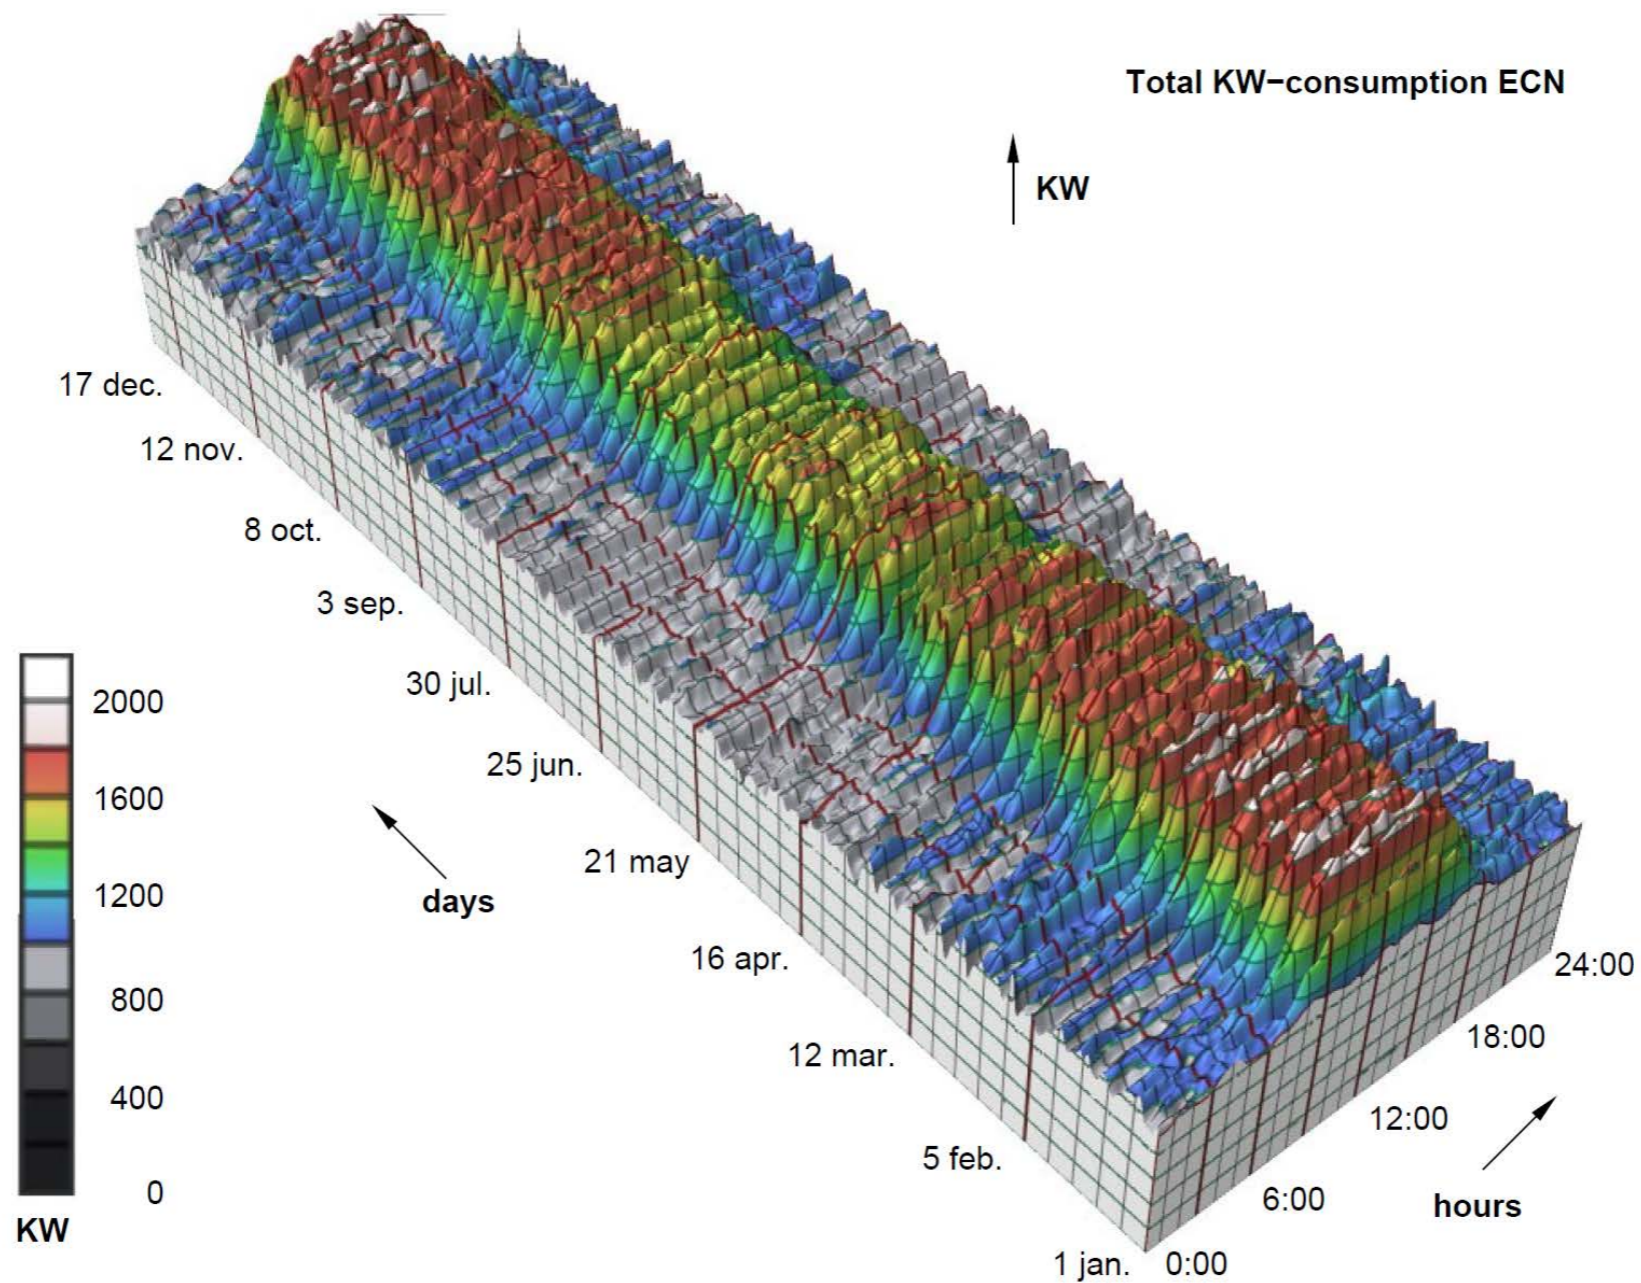 Total KW−consumption ECN
KW
17 dec.
12 nov.
8 oct.
3 sep.
30 jul.
25 jun.
21 may
16 apr.
12 mar.
5 feb.
1 jan.
days
2000
1600
1200
800
400
0
KW
0:00
6:00
12:00
18:00
24:00
hours